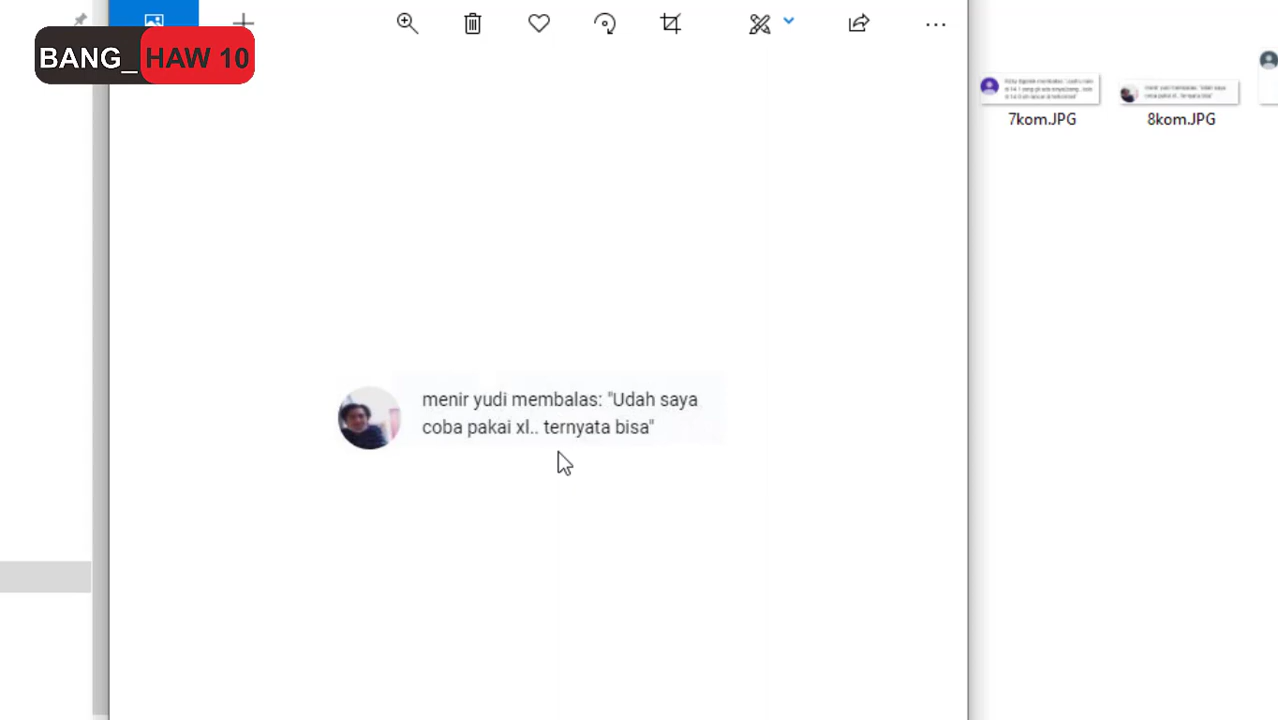 BANG_HAW 10
7kom.JPG
8kom.JPG
menir yudi membalas: "Udah saya
coba pakai xl.. ternyata bisa"